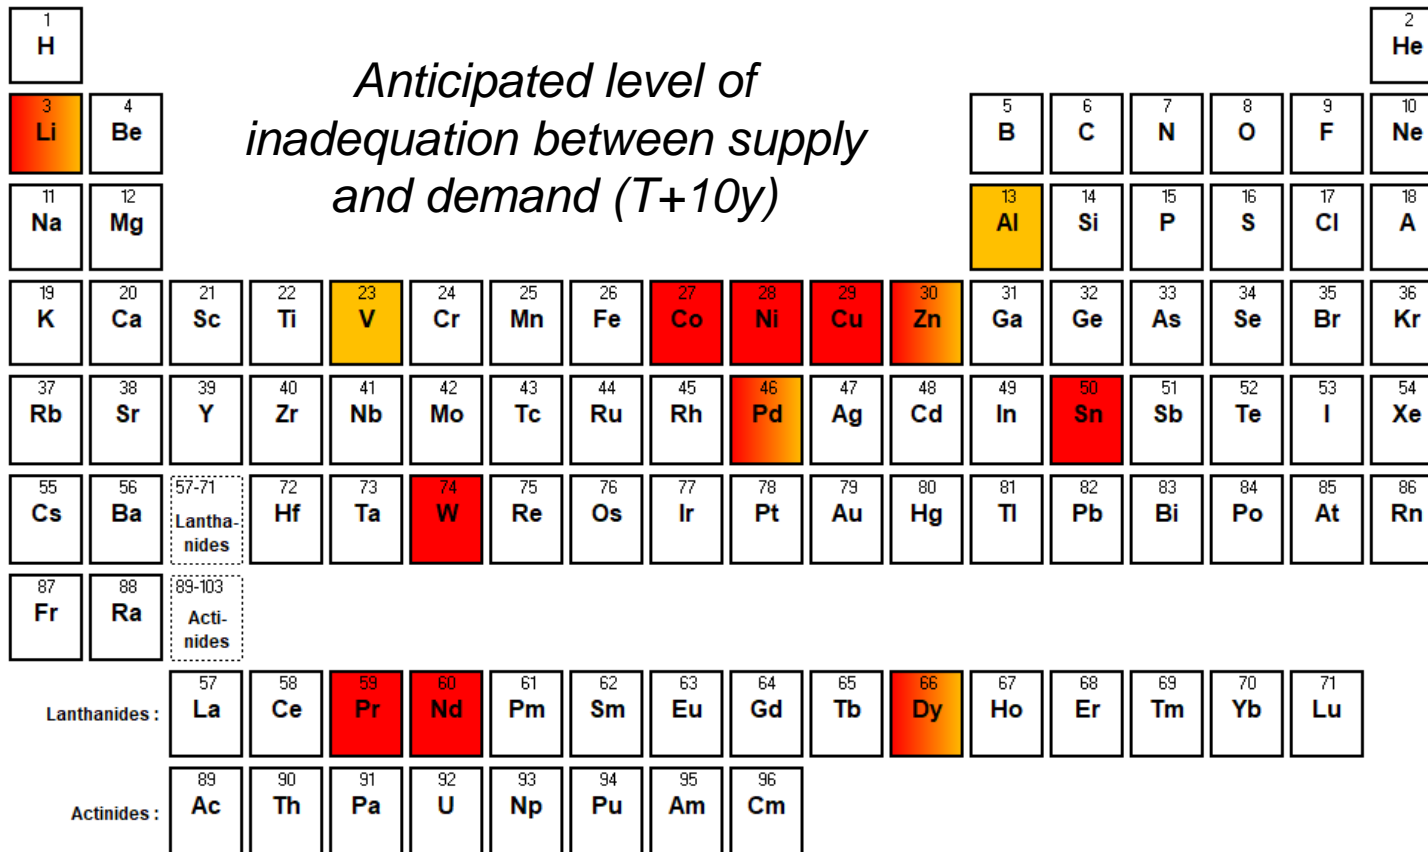 1 2
H He
Anticipated level of
inadequation between supply
and demand (T+10y)
3 4 5 6 7 8 9 10
Li Be B C N O F Ne
11 12 13 14 15 16 17 18
Na Mg Al Si P S Cl A
19 20 21 22 23 24 25 26 27 28 29 30 31 32 33 34 35 36
K Ca Sc Ti V Cr Mn Fe Co Ni Cu Zn Ga Ge As Se Br Kr
37 38 39 40 41 42 43 44 45 46 47 48 49 50 51 52 53 54
Rb Sr Y Zr Nb Mo Tc Ru Rh Pd Ag Cd In Sn Sb Te I Xe
55 56 57-71 72 73 74 75 76 77 78 79 80 81 82 83 84 85 86
Cs Ba Lantha- Hf Ta W Re Os Ir Pt Au Hg Tl Pb Bi Po At Rn
nides
87 88 89-103
Fr Ra Acti-
nides
57 58 59 60 61 62 63 64 65 66 67 68 69 70 71
Lanthanides : La Ce Pr Nd Pm Sm Eu Gd Tb Dy Ho Er Tm Yb Lu
89 90 91 92 93 94 95 96
Actinides : Ac Th Pa U Np Pu Am Cm